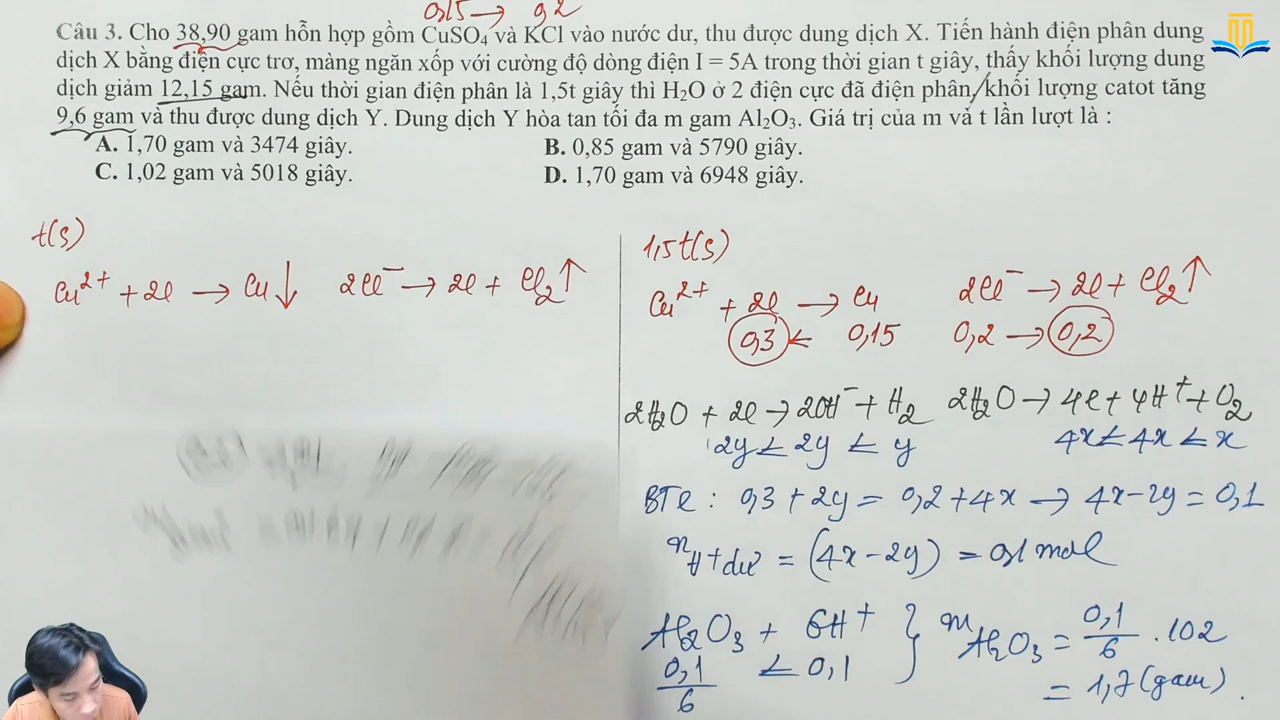 0,15 → 0,2
Câu 3. Cho 38,90 gam hỗn hợp gồm CuSO₄ và KCl vào nước dư, thu được dung dịch X. Tiến hành điện phân dung
dịch X bằng điện cực trơ, màng ngăn xốp với cường độ dòng điện I = 5A trong thời gian t giây, thấy khối lượng dung
dịch giảm 12,15 gam. Nếu thời gian điện phân là 1,5t giây thì H₂O ở 2 điện cực đã điện phân, khối lượng catot tăng
9,6 gam và thu được dung dịch Y. Dung dịch Y hòa tan tối đa m gam Al₂O₃. Giá trị của m và t lần lượt là :
A. 1,70 gam và 3474 giây. B. 0,85 gam và 5790 giây.
C. 1,02 gam và 5018 giây. D. 1,70 gam và 6948 giây.
t(s)
Cu²⁺ + 2e → Cu↓ 2Cl⁻ → 2e + Cl₂↑
1,5t(s)
Cu²⁺ + 2e → Cu 2Cl⁻ → 2e + Cl₂↑
0,3 ← 0,15 0,2 → 0,2
2H₂O + 2e → 2OH⁻ + H₂ 2H₂O → 4e + 4H⁺ + O₂
2y ← 2y ← y 4x ← 4x ← x
BTe : 0,3 + 2y = 0,2 + 4x → 4x - 2y = 0,1
nH⁺dư = (4x - 2y) = 0,1 mol
Al₂O₃ + 6H⁺ } mAl₂O₃ = 0,1/6 . 102
0,1/6 ← 0,1 = 1,7 (gam).